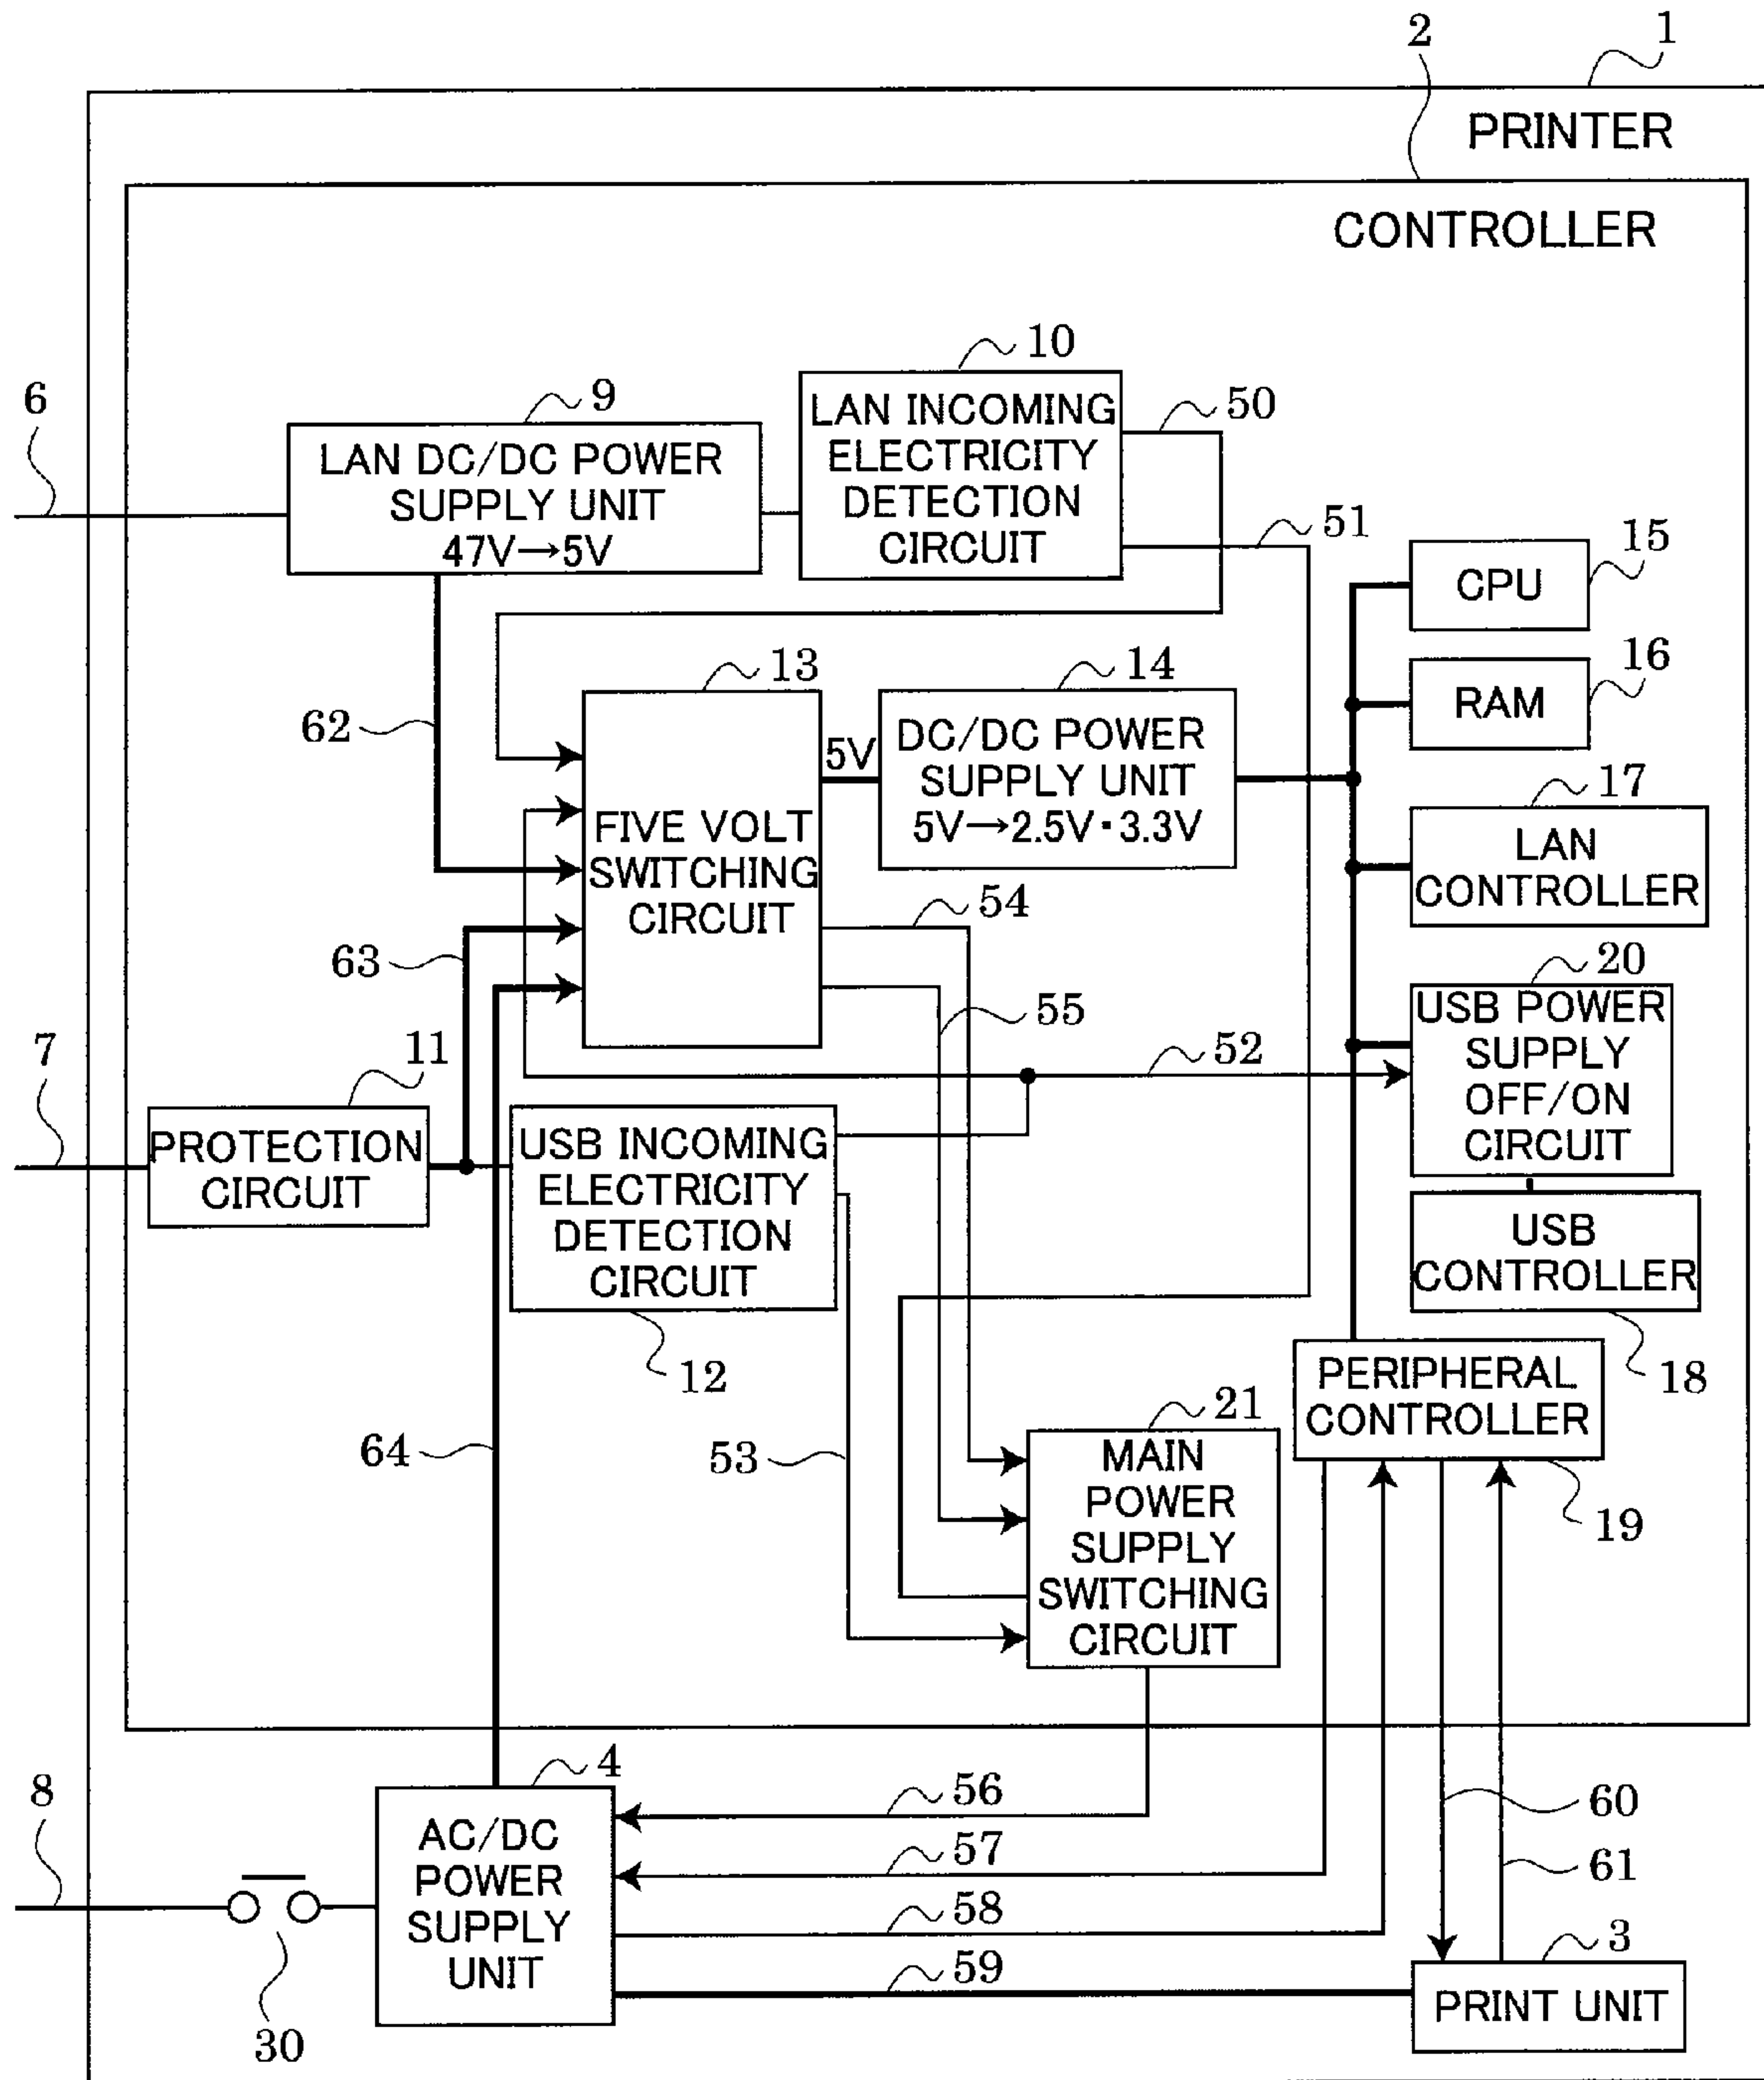 1
2
PRINTER
CONTROLLER
10
9
50
6
LAN INCOMING
ELECTRICITY
DETECTION
CIRCUIT
LAN DC/DC POWER
SUPPLY UNIT
47V→5V
51
15
CPU
16
RAM
13
14
62
5V
DC/DC POWER
SUPPLY UNIT
5V→2.5V・3.3V
17
LAN
CONTROLLER
FIVE VOLT
SWITCHING
CIRCUIT
54
63
20
USB POWER
SUPPLY
OFF/ON
CIRCUIT
55
52
7
11
PROTECTION
CIRCUIT
USB INCOMING
ELECTRICITY
DETECTION
CIRCUIT
USB
CONTROLLER
12
18
PERIPHERAL
CONTROLLER
21
64
53
MAIN
POWER
SUPPLY
SWITCHING
CIRCUIT
19
4
8
56
60
AC/DC
POWER
SUPPLY
UNIT
57
61
58
3
59
PRINT UNIT
30